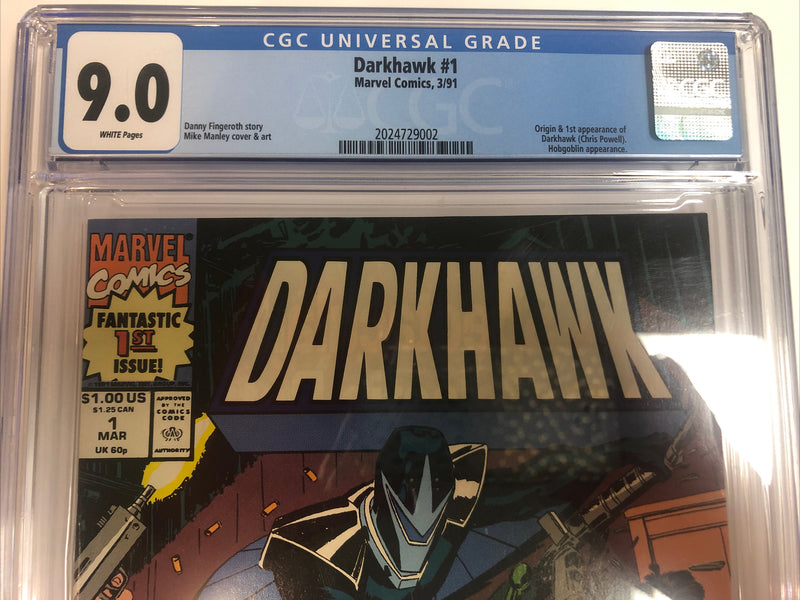 CGC UNIVERSAL GRADE
9.0
WHITE Pages
Darkhawk #1
Marvel Comics, 3/91
Danny Fingeroth story
Mike Manley cover & art
2024729002
Origin & 1st appearance of
Darkhawk (Chris Powell).
Hobgoblin appearance.
CGC
CGC
MARVEL
COMICS
FANTASTIC
1ST
ISSUE!
$1.00 US
$1.25 CAN
1
MAR
UK 60p
APPROVED
BY THE
COMICS
CODE
AUTHORITY
DARKHAWK